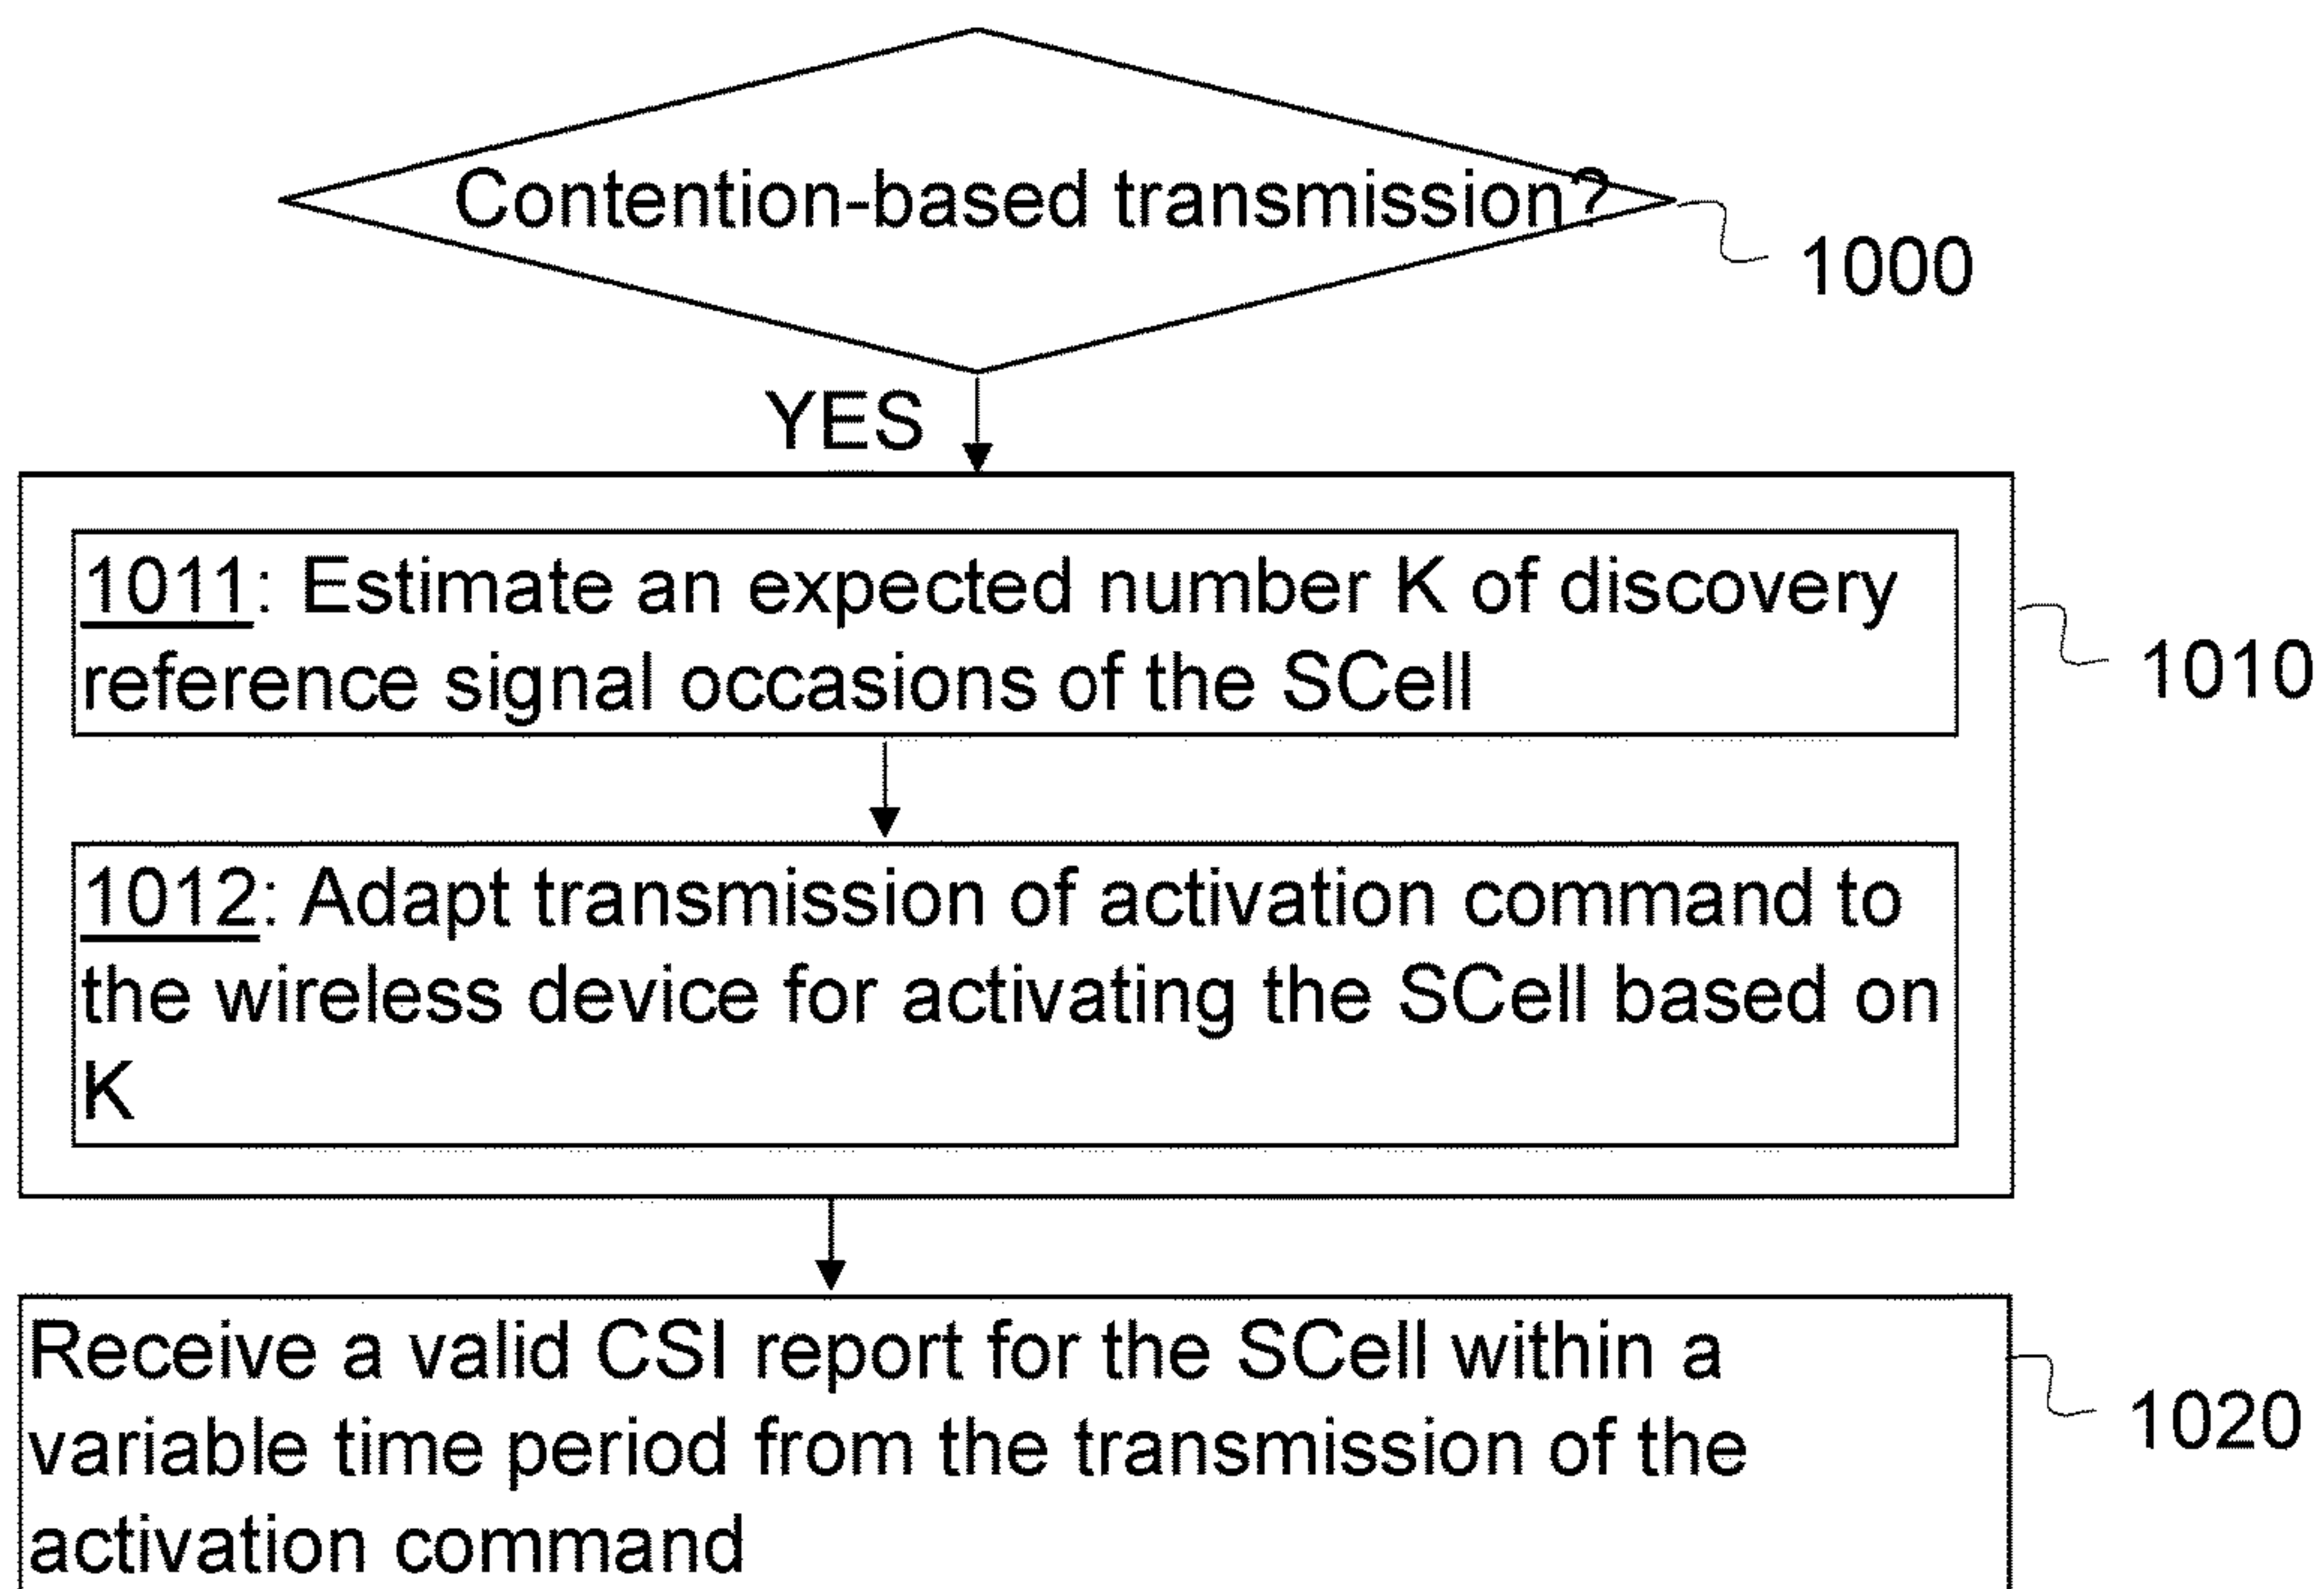 Contention-based transmission?
1000
YES
1011: Estimate an expected number K of discovery
reference signal occasions of the SCell
1010
1012: Adapt transmission of activation command to
the wireless device for activating the SCell based on
K
Receive a valid CSI report for the SCell within a
variable time period from the transmission of the
activation command
1020